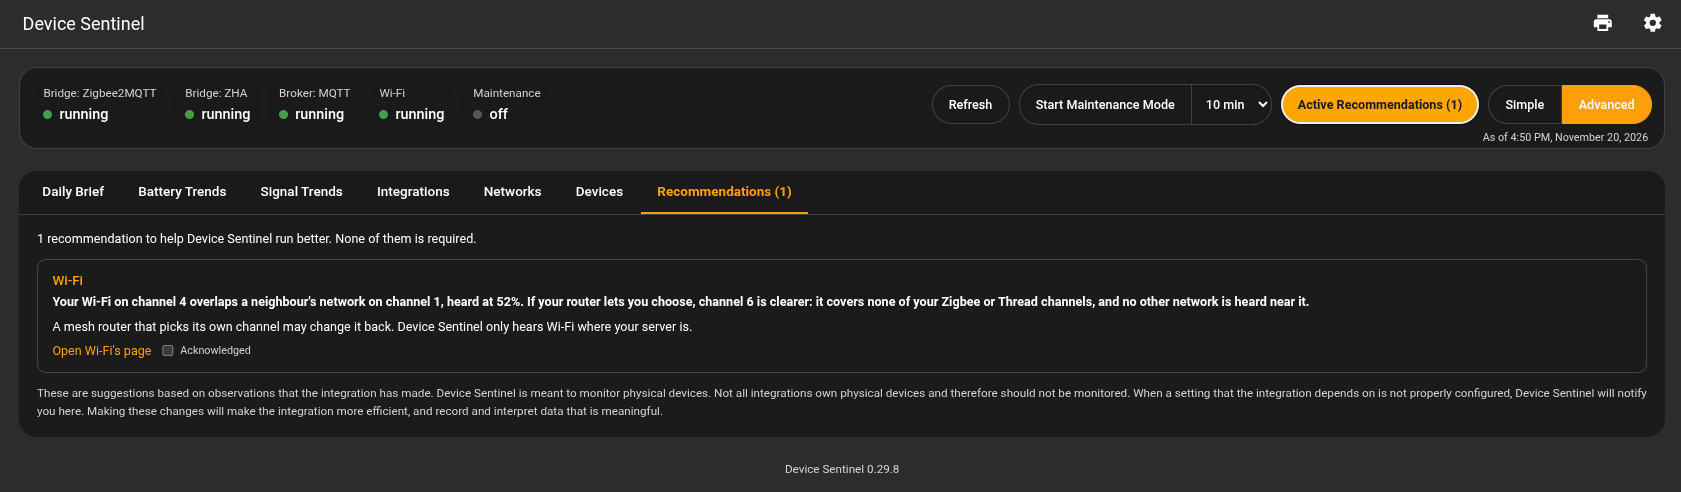 Device Sentinel
Bridge: Zigbee2MQTT
running
Bridge: ZHA
running
Broker: MQTT
running
Wi-Fi
running
Maintenance
off
Refresh
Start Maintenance Mode
10 min
Active Recommendations (1)
Simple
Advanced
As of 4:50 PM, November 20, 2026
Daily Brief
Battery Trends
Signal Trends
Integrations
Networks
Devices
Recommendations (1)
1 recommendation to help Device Sentinel run better. None of them is required.
Wi-Fi
Your Wi-Fi on channel 4 overlaps a neighbour's network on channel 1, heard at 52%. If your router lets you choose, channel 6 is clearer: it covers none of your Zigbee or Thread channels, and no other network is heard near it.
A mesh router that picks its own channel may change it back. Device Sentinel only hears Wi-Fi where your server is.
Open Wi-Fi's page
Acknowledged
These are suggestions based on observations that the integration has made. Device Sentinel is meant to monitor physical devices. Not all integrations own physical devices and therefore should not be monitored. When a setting that the integration depends on is not properly configured, Device Sentinel will notify
you here. Making these changes will make the integration more efficient, and record and interpret data that is meaningful.
Device Sentinel 0.29.8